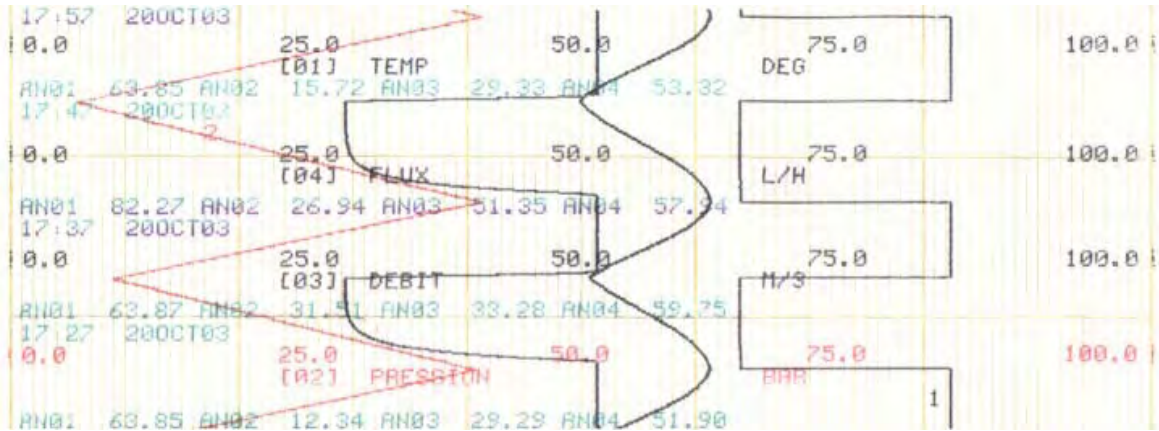 17:57 20OCT03
0.0 25.0 50.0 75.0 100.0
[01] TEMP DEG
AN01 63.85 AN02 15.72 AN03 29.33 AN04 53.32
17:47 20OCT03
2
0.0 25.0 50.0 75.0 100.0
[04] FLUX L/H
AN01 82.27 AN02 26.94 AN03 51.35 AN04 57.94
17:37 20OCT03
0.0 25.0 50.0 75.0 100.0
[03] DEBIT M/S
AN01 63.87 AN02 31.51 AN03 33.28 AN04 59.75
17:27 20OCT03
0.0 25.0 50.0 75.0 100.0
[02] PRESSION BAR
1
AN01 63.85 AN02 12.34 AN03 29.29 AN04 51.90